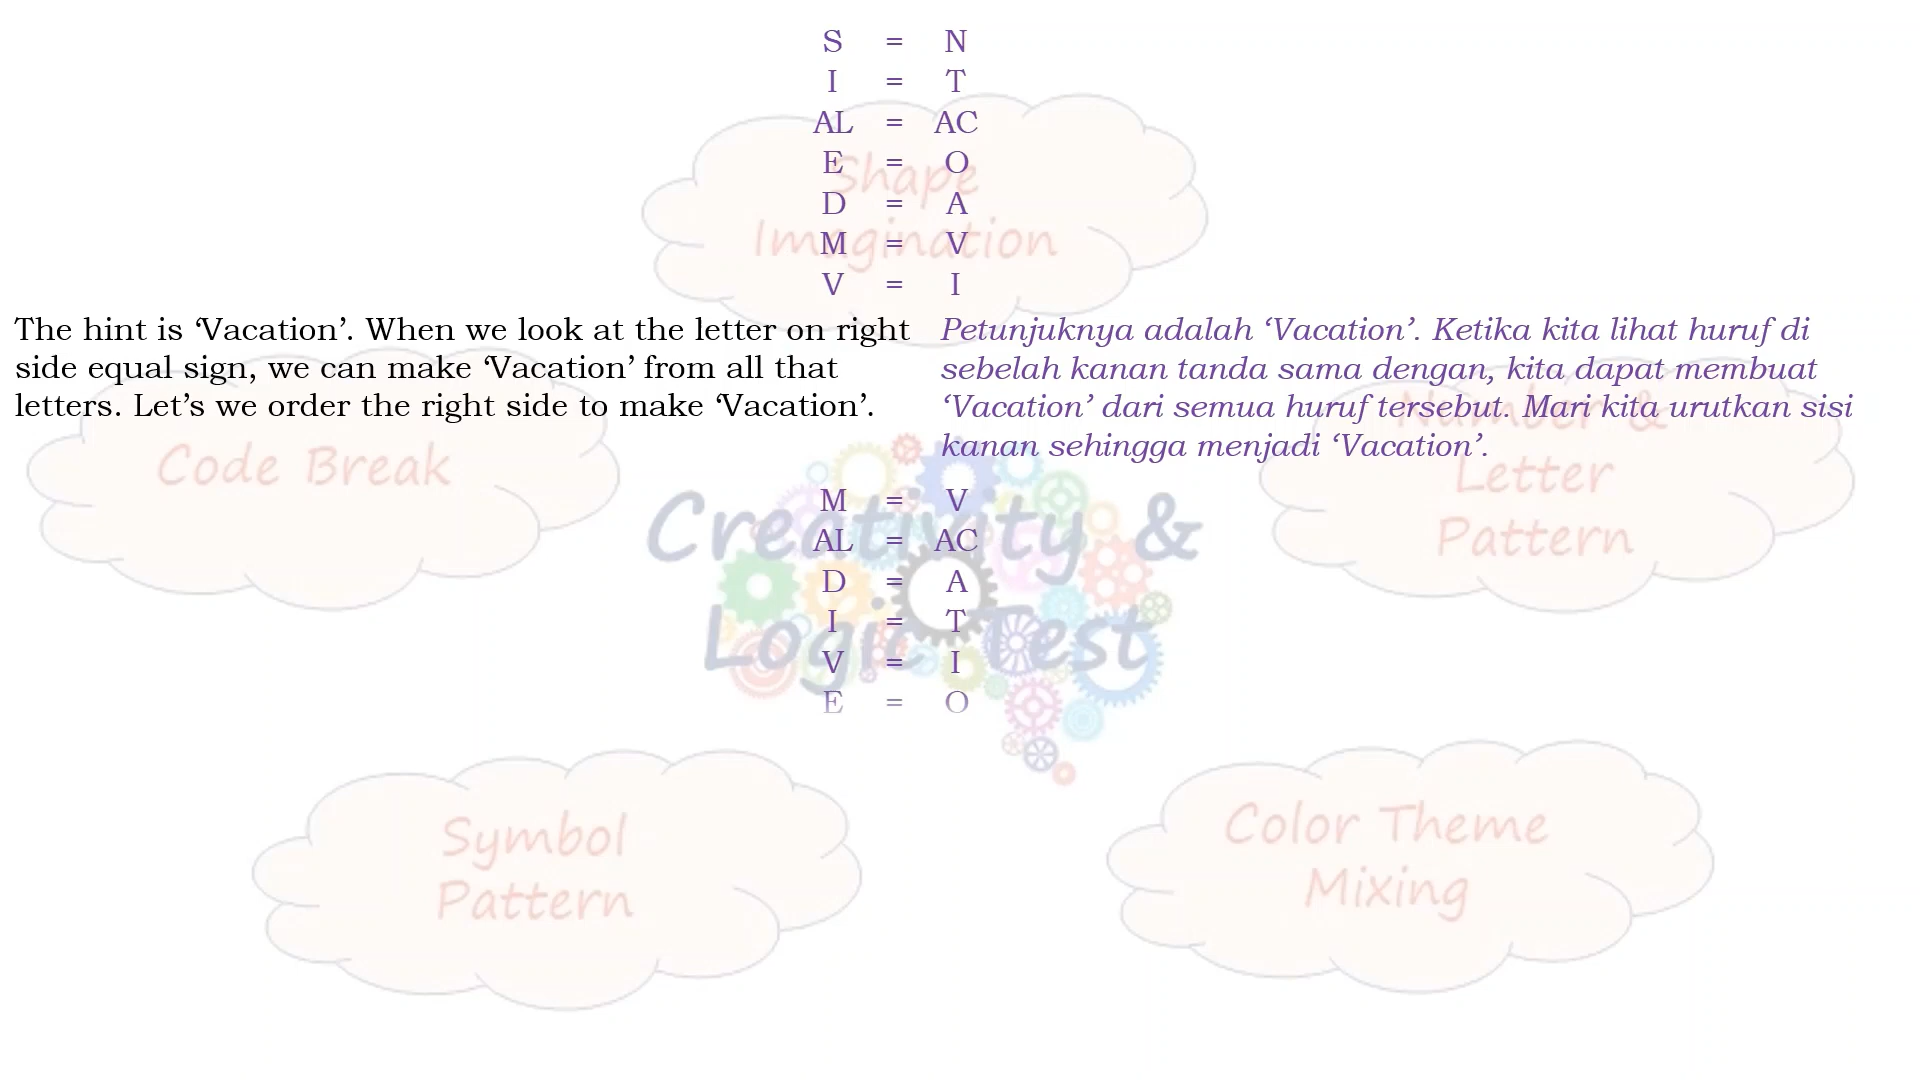 S = N
I = T
AL = AC
E = O
D = A
M = V
V = I
The hint is ‘Vacation’. When we look at the letter on right
side equal sign, we can make ‘Vacation’ from all that
letters. Let’s we order the right side to make ‘Vacation’.
Petunjuknya adalah ‘Vacation’. Ketika kita lihat huruf di
sebelah kanan tanda sama dengan, kita dapat membuat
‘Vacation’ dari semua huruf tersebut. Mari kita urutkan sisi
kanan sehingga menjadi ‘Vacation’.
M = V
AL = AC
D = A
I = T
V = I
E = O
Shape
Imagination
Code Break
Number &
Letter
Pattern
Creativity &
Logic Test
Symbol
Pattern
Color Theme
Mixing